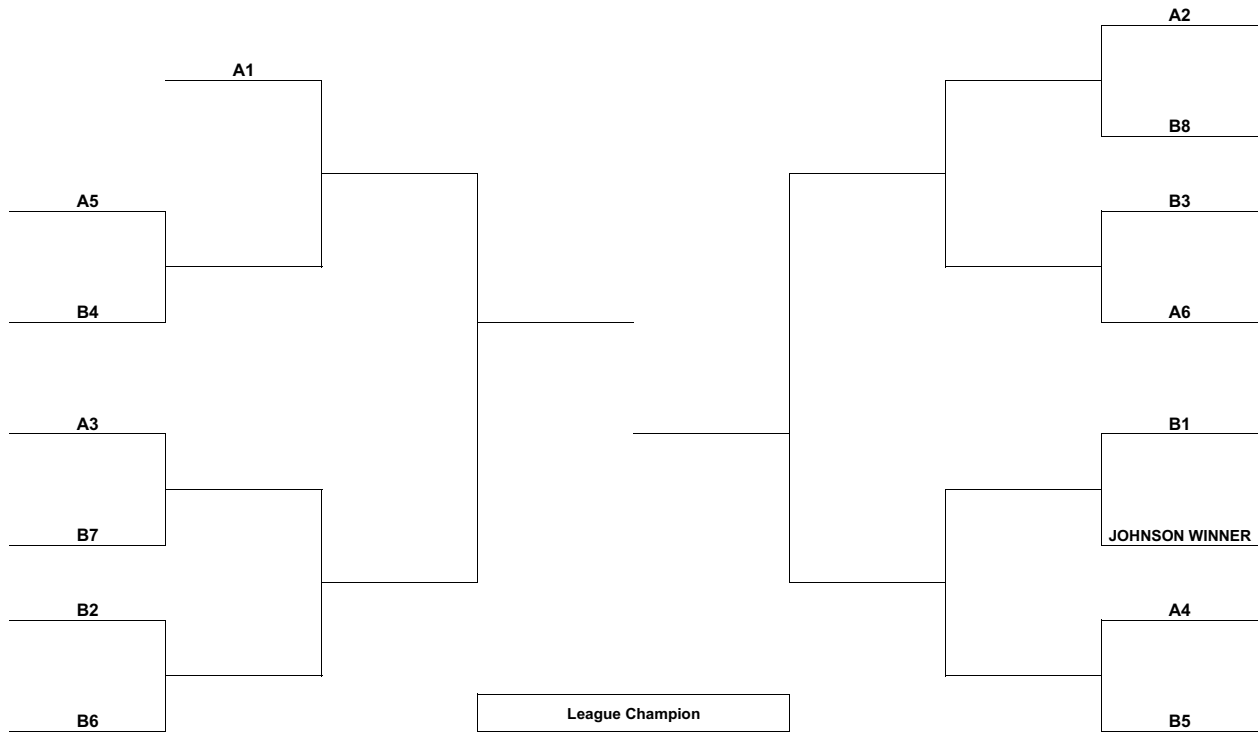 A2
A1
B8
A5
B3
B4
A6
A3
B1
B7
JOHNSON WINNER
B2
A4
League Champion
B6
B5